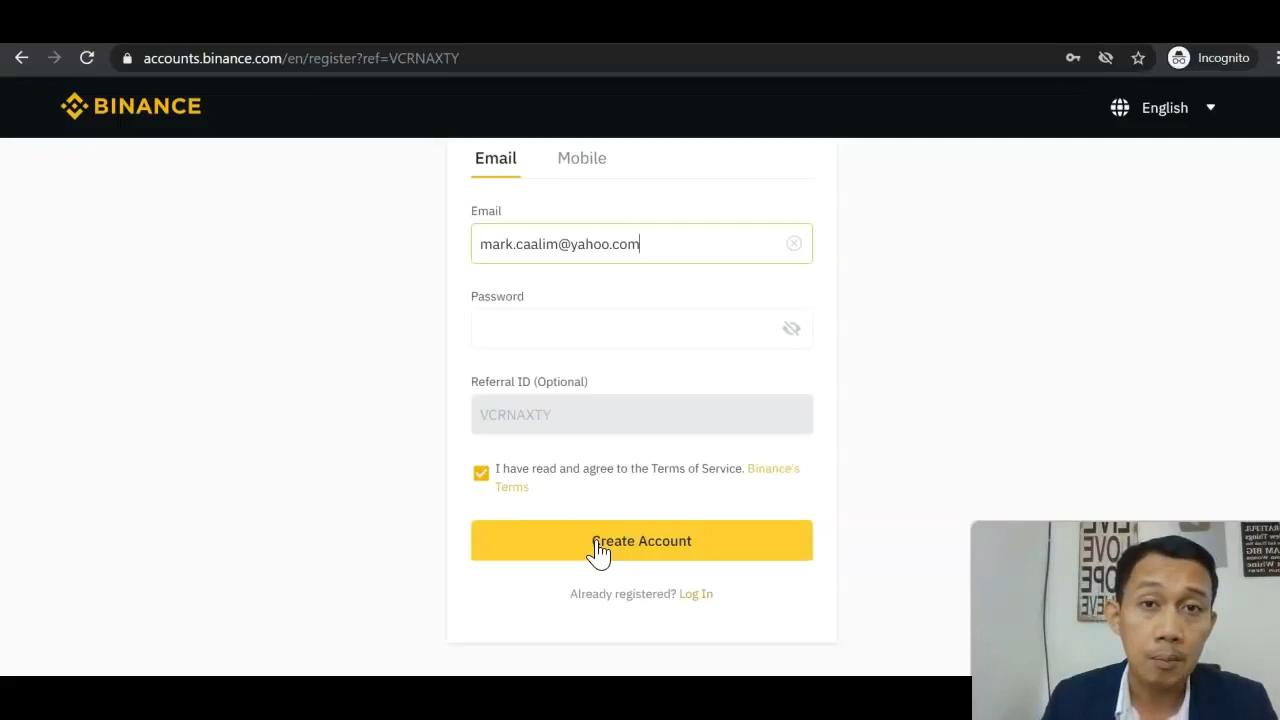 accounts.binance.com/en/register?ref=VCRNAXTY
Incognito
BINANCE
English
Email Mobile
Email
mark.caalim@yahoo.com
Password
Referral ID (Optional)
VCRNAXTY
I have read and agree to the Terms of Service. Binance's
Terms
Create Account
Already registered? Log In
LIVE
LOVE